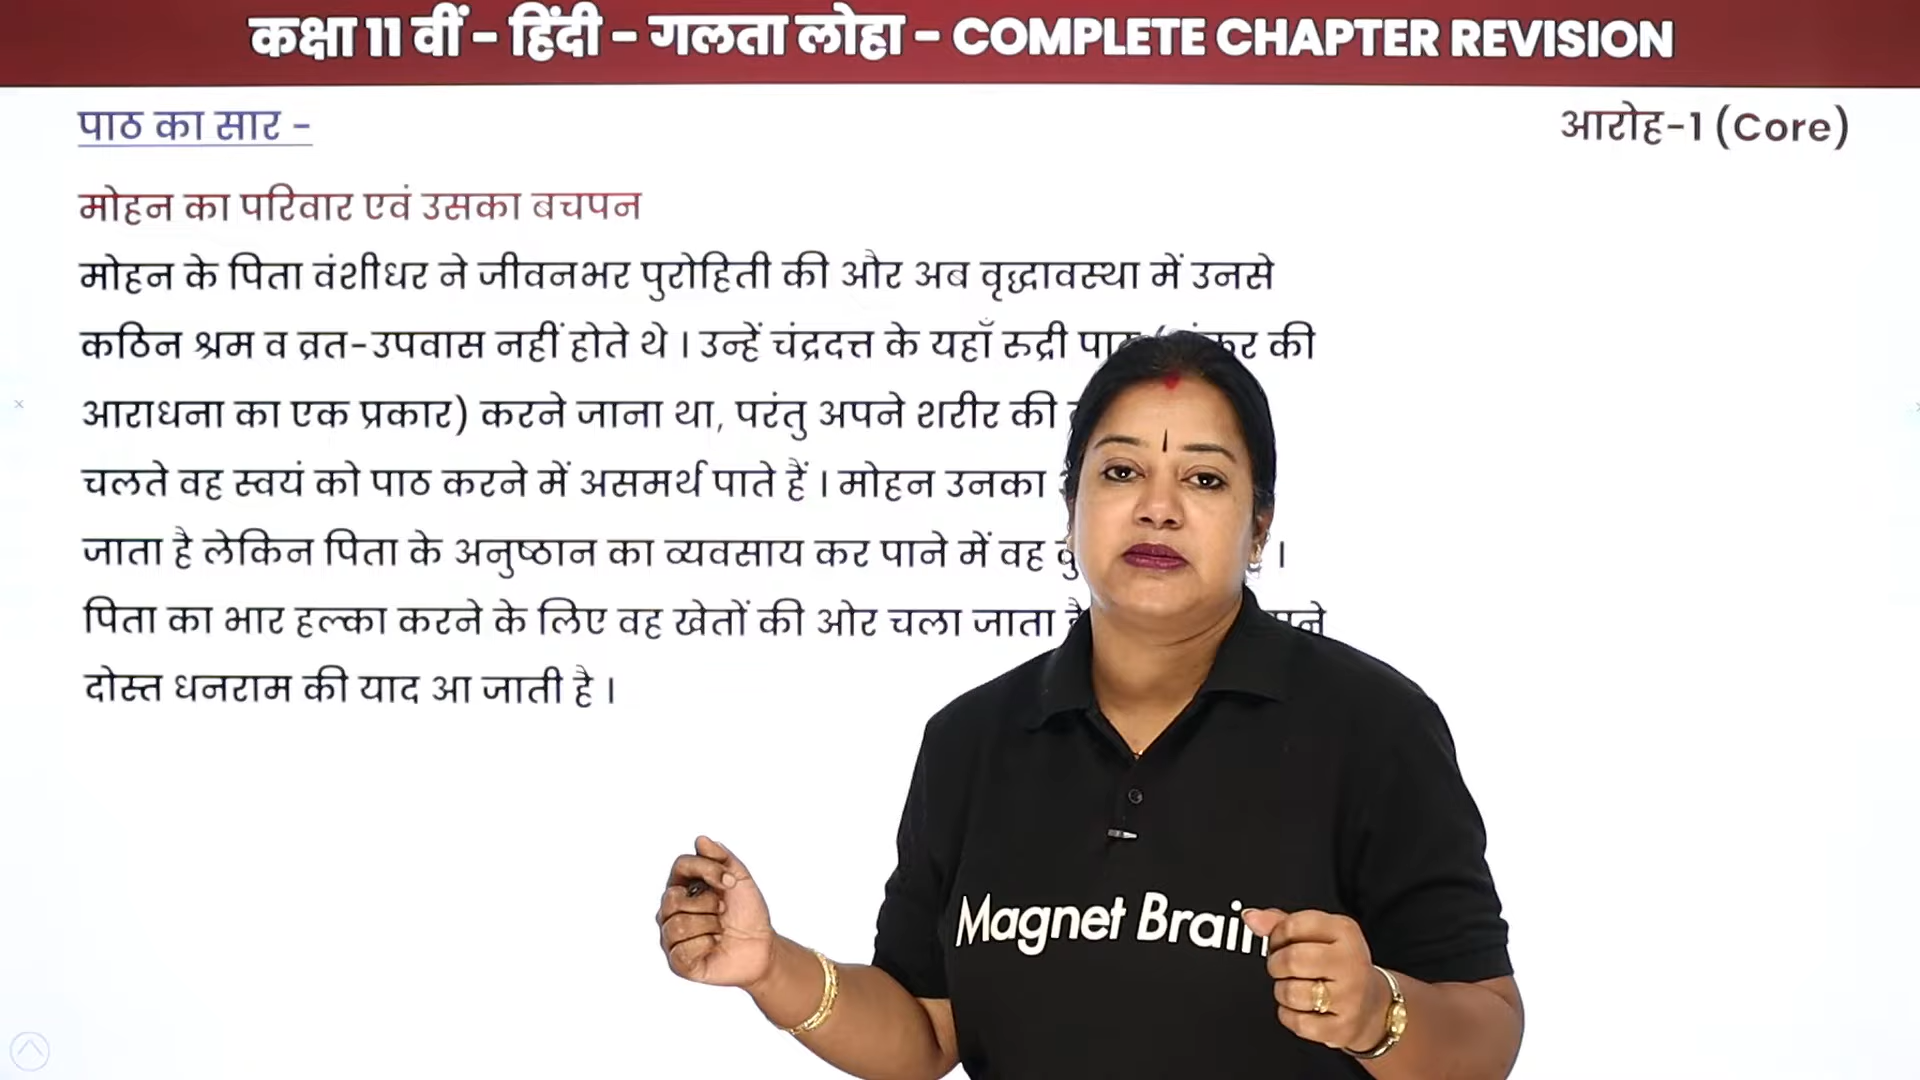 कक्षा 11 वीं - हिंदी - गलता लोहा - COMPLETE CHAPTER REVISION
पाठ का सार -
आरोह-1 (Core)
मोहन का परिवार एवं उसका बचपन
मोहन के पिता वंशीधर ने जीवनभर पुरोहिती की और अब वृद्धावस्था में उनसे
कठिन श्रम व व्रत-उपवास नहीं होते थे । उन्हें चंद्रदत्त के यहाँ रुद्री की
आराधना का एक प्रकार) करने जाना था, परंतु अपने शरीर की
चलते वह स्वयं को पाठ करने में असमर्थ पाते हैं । मोहन उनका
जाता है लेकिन पिता के अनुष्ठान का व्यवसाय कर पाने में वह ।
पिता का भार हल्का करने के लिए वह खेतों की ओर चला जाता
दोस्त धनराम की याद आ जाती है ।
Magnet Brain